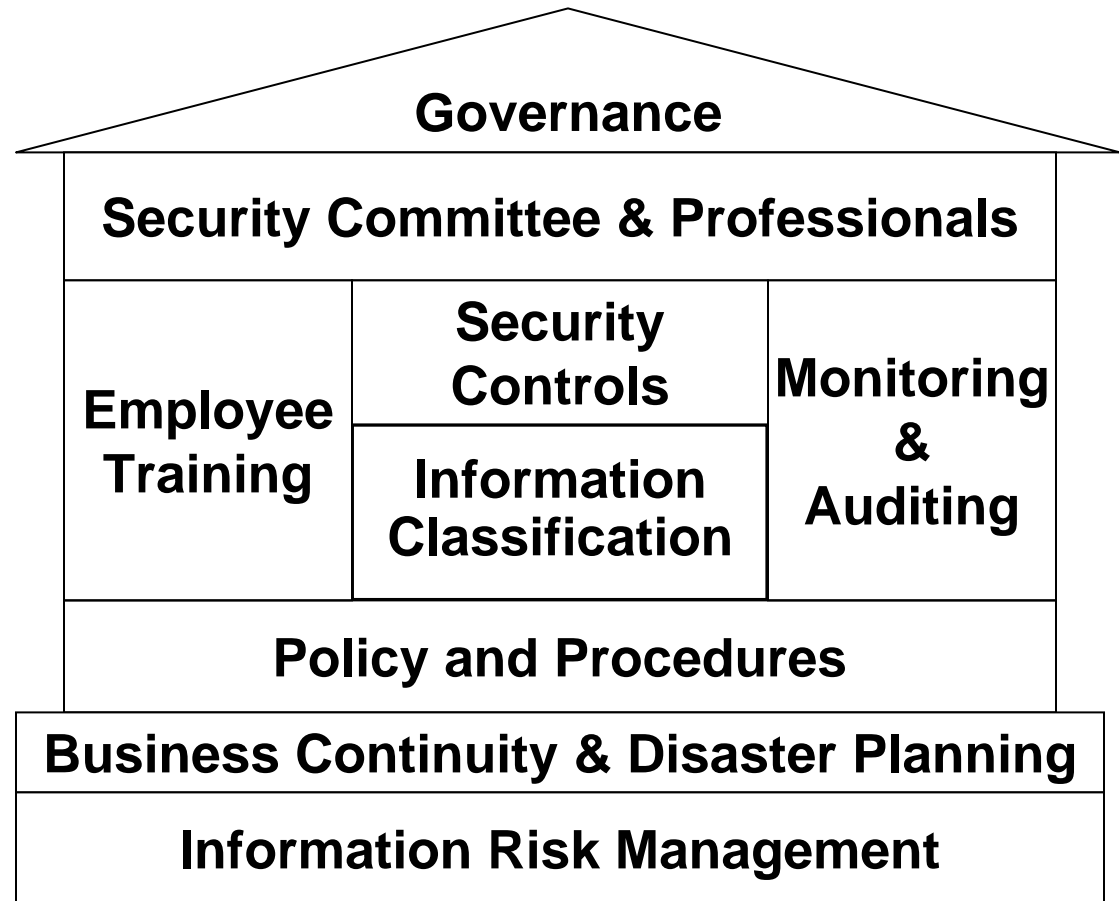 Governance
Security Committee & Professionals
Employee
Training
Security
Controls
Information
Classification
Monitoring
&
Auditing
Policy and Procedures
Business Continuity & Disaster Planning
Information Risk Management